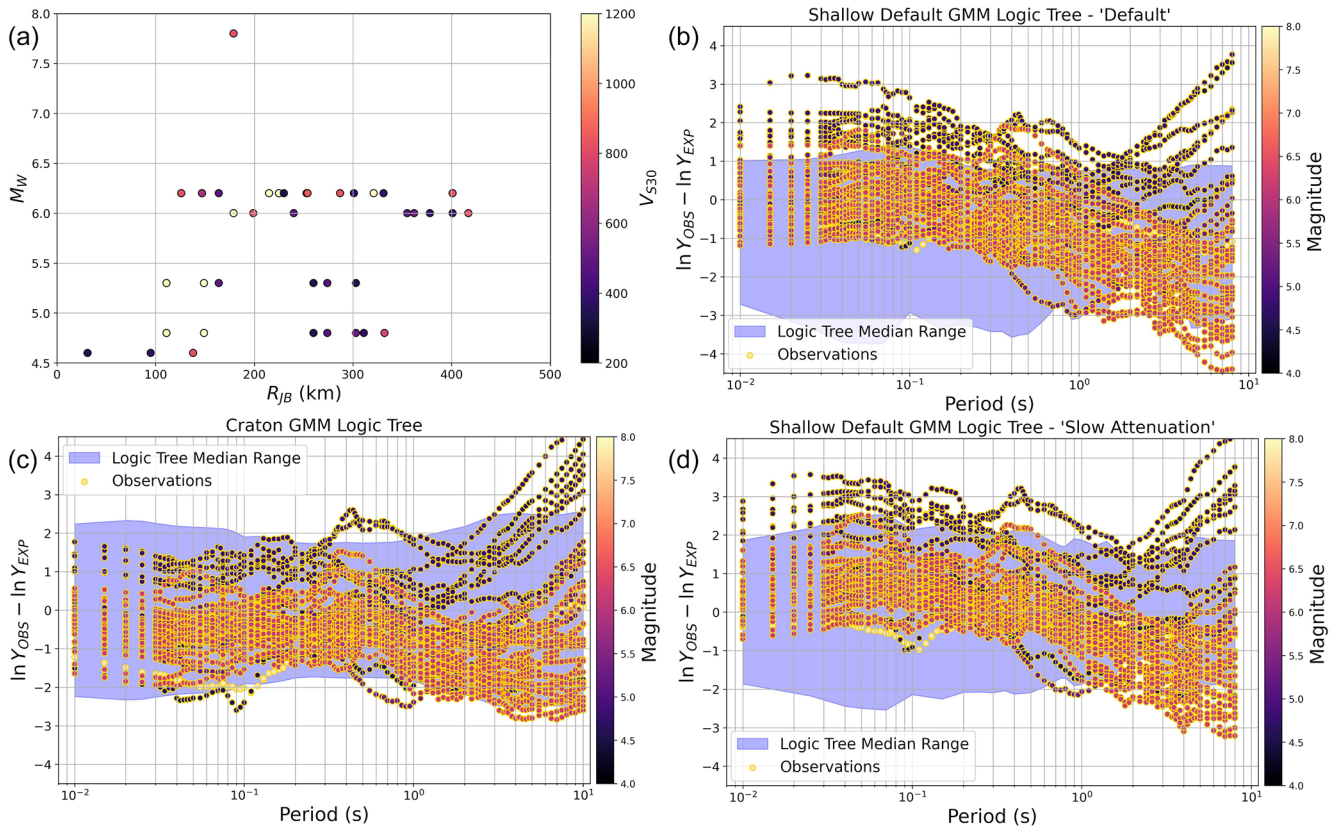 (a)
8.0
7.5
7.0
6.5
6.0
5.5
5.0
4.5
M_W
0 100 200 300 400 500
R_JB (km)
1200
1000
800
600
400
200
V_S30
(b)
Shallow Default GMM Logic Tree - 'Default'
4
3
2
1
0
−1
−2
−3
−4
ln Y_OBS − ln Y_EXP
Logic Tree Median Range
Observations
10^−2 10^−1 10^0 10^1
Period (s)
8.0
7.5
7.0
6.5
6.0
5.5
5.0
4.5
4.0
Magnitude
(c)
Craton GMM Logic Tree
Logic Tree Median Range
Observations
4
3
2
1
0
−1
−2
−3
−4
ln Y_OBS − ln Y_EXP
10^−2 10^−1 10^0 10^1
Period (s)
8.0
7.5
7.0
6.5
6.0
5.5
5.0
4.5
4.0
Magnitude
(d)
Shallow Default GMM Logic Tree - 'Slow Attenuation'
4
3
2
1
0
−1
−2
−3
−4
ln Y_OBS − ln Y_EXP
Logic Tree Median Range
Observations
10^−2 10^−1 10^0 10^1
Period (s)
8.0
7.5
7.0
6.5
6.0
5.5
5.0
4.5
4.0
Magnitude